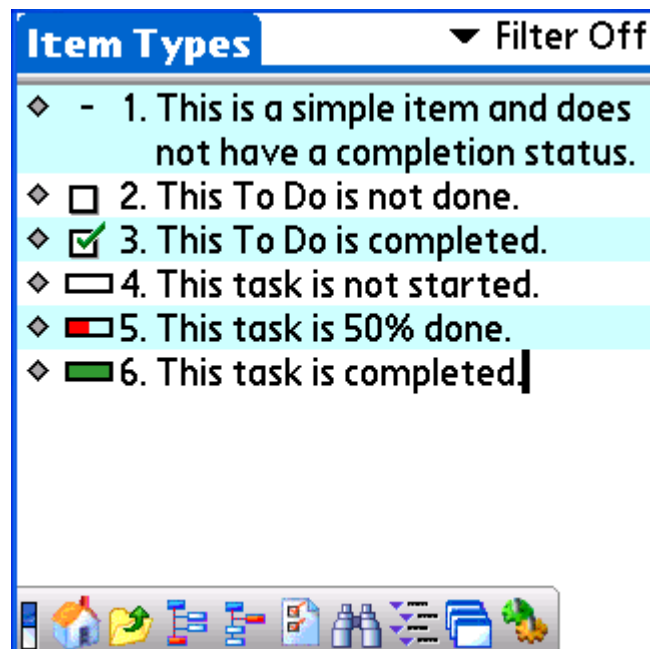 Item Types
Filter Off
- 1. This is a simple item and does
not have a completion status.
2. This To Do is not done.
3. This To Do is completed.
4. This task is not started.
5. This task is 50% done.
6. This task is completed.